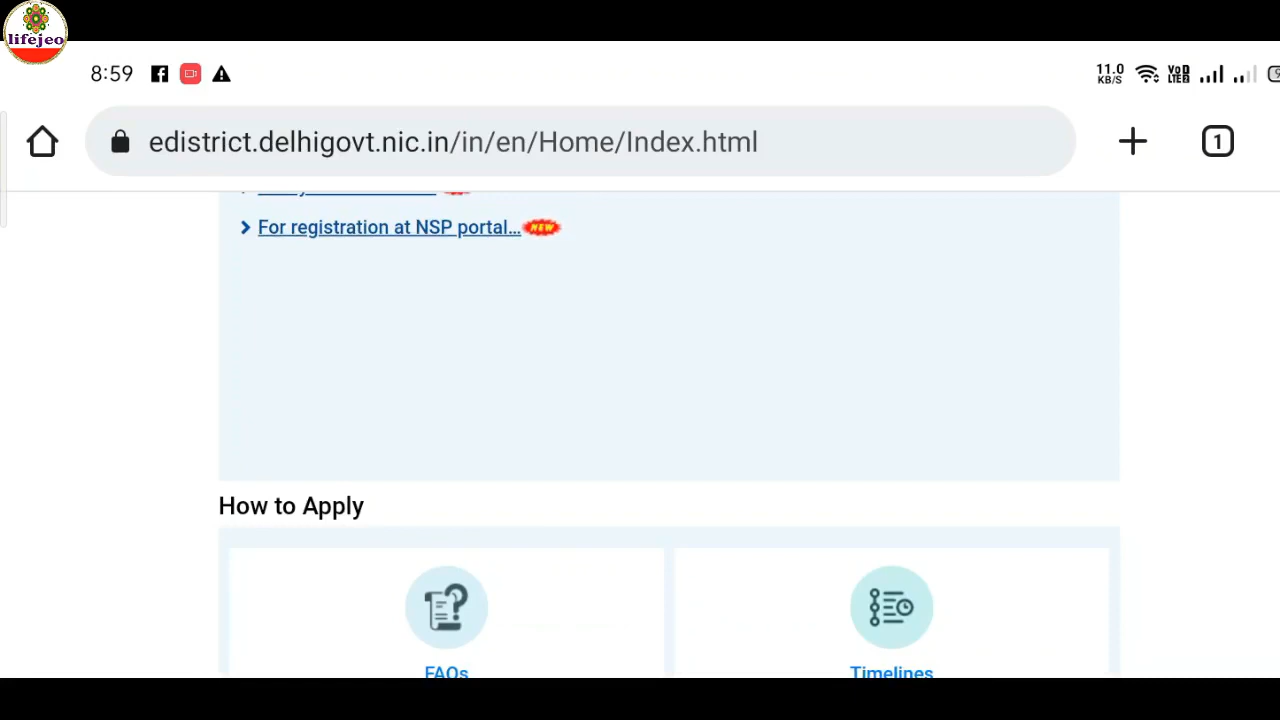 lifejeo
8:59
11.0
KB/S
Vo
LTE2
edistrict.delhigovt.nic.in/in/en/Home/Index.html
1
For registration at NSP portal... NEW
How to Apply
FAQs
Timelines